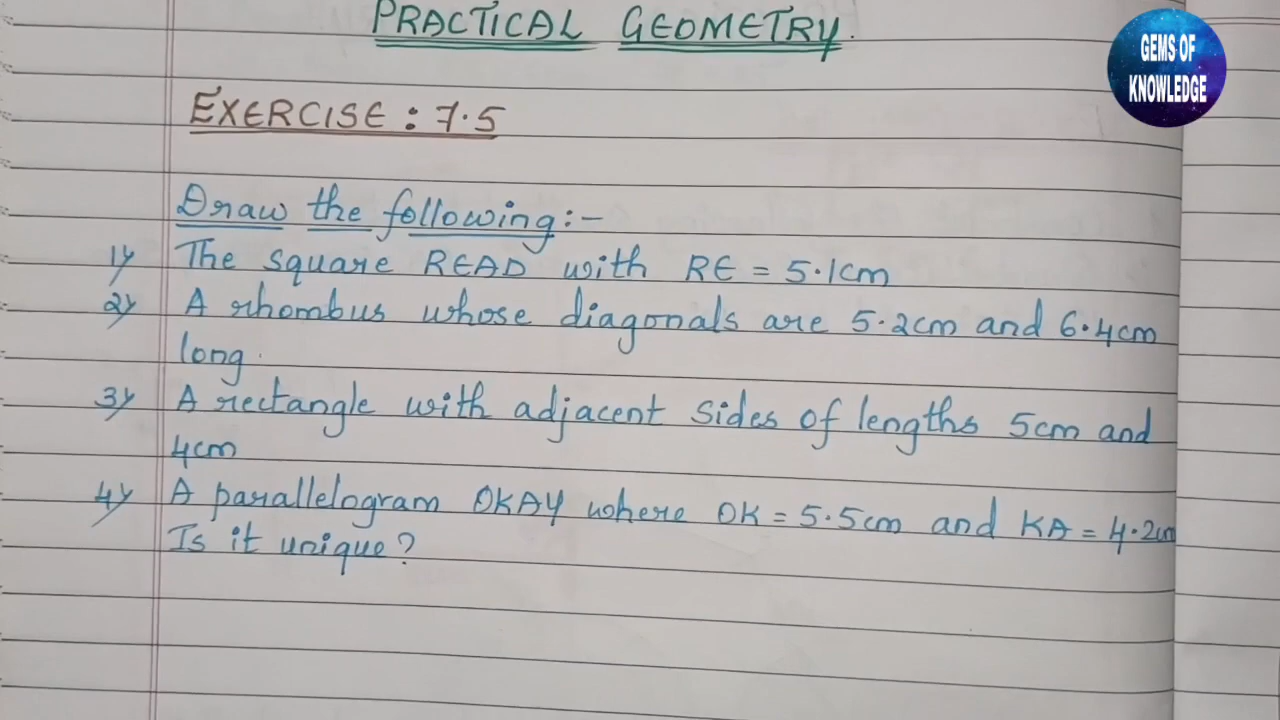 PRACTICAL GEOMETRY.
GEMS OF
KNOWLEDGE
EXERCISE : 7.5
Draw the following:-
1) The square READ with RE = 5.1cm
2) A rhombus whose diagonals are 5.2cm and 6.4cm
long.
3) A rectangle with adjacent sides of lengths 5cm and
4cm
4) A parallelogram OKAY where OK = 5.5cm and KA = 4.2cm
Is it unique?